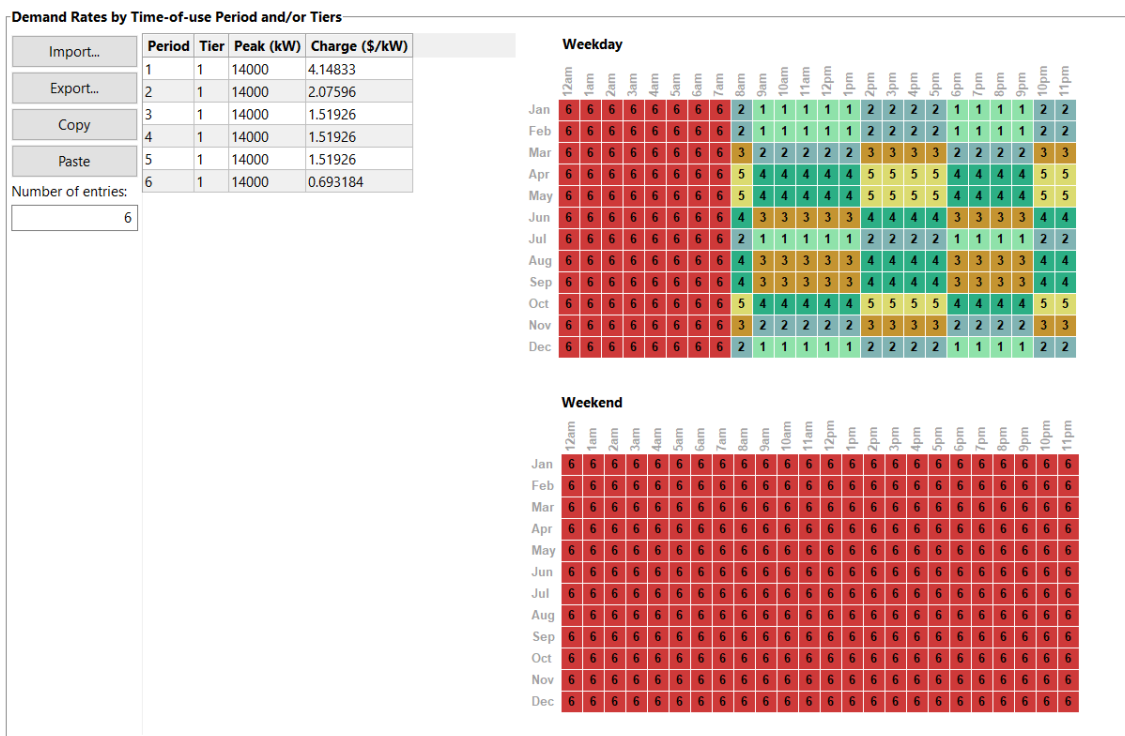 Demand Rates by Time-of-use Period and/or Tiers
Import...
Export...
Copy
Paste
Number of entries:
6
Period Tier Peak (kW) Charge ($/kW)
1 1 14000 4.14833
2 1 14000 2.07596
3 1 14000 1.51926
4 1 14000 1.51926
5 1 14000 1.51926
6 1 14000 0.693184
Weekday
12am 1am 2am 3am 4am 5am 6am 7am 8am 9am 10am 11am 12pm 1pm 2pm 3pm 4pm 5pm 6pm 7pm 8pm 9pm 10pm 11pm
Jan 6 6 6 6 6 6 6 6 2 1 1 1 1 1 2 2 2 2 1 1 1 1 2 2
Feb 6 6 6 6 6 6 6 6 2 1 1 1 1 1 2 2 2 2 1 1 1 1 2 2
Mar 6 6 6 6 6 6 6 6 3 2 2 2 2 2 3 3 3 3 2 2 2 2 3 3
Apr 6 6 6 6 6 6 6 6 5 4 4 4 4 4 5 5 5 5 4 4 4 4 5 5
May 6 6 6 6 6 6 6 6 5 4 4 4 4 4 5 5 5 5 4 4 4 4 5 5
Jun 6 6 6 6 6 6 6 6 4 3 3 3 3 3 4 4 4 4 3 3 3 3 4 4
Jul 6 6 6 6 6 6 6 6 2 1 1 1 1 1 2 2 2 2 1 1 1 1 2 2
Aug 6 6 6 6 6 6 6 6 4 3 3 3 3 3 4 4 4 4 3 3 3 3 4 4
Sep 6 6 6 6 6 6 6 6 4 3 3 3 3 3 4 4 4 4 3 3 3 3 4 4
Oct 6 6 6 6 6 6 6 6 5 4 4 4 4 4 5 5 5 5 4 4 4 4 5 5
Nov 6 6 6 6 6 6 6 6 3 2 2 2 2 2 3 3 3 3 2 2 2 2 3 3
Dec 6 6 6 6 6 6 6 6 2 1 1 1 1 1 2 2 2 2 1 1 1 1 2 2
Weekend
12am 1am 2am 3am 4am 5am 6am 7am 8am 9am 10am 11am 12pm 1pm 2pm 3pm 4pm 5pm 6pm 7pm 8pm 9pm 10pm 11pm
Jan 6 6 6 6 6 6 6 6 6 6 6 6 6 6 6 6 6 6 6 6 6 6 6 6
Feb 6 6 6 6 6 6 6 6 6 6 6 6 6 6 6 6 6 6 6 6 6 6 6 6
Mar 6 6 6 6 6 6 6 6 6 6 6 6 6 6 6 6 6 6 6 6 6 6 6 6
Apr 6 6 6 6 6 6 6 6 6 6 6 6 6 6 6 6 6 6 6 6 6 6 6 6
May 6 6 6 6 6 6 6 6 6 6 6 6 6 6 6 6 6 6 6 6 6 6 6 6
Jun 6 6 6 6 6 6 6 6 6 6 6 6 6 6 6 6 6 6 6 6 6 6 6 6
Jul 6 6 6 6 6 6 6 6 6 6 6 6 6 6 6 6 6 6 6 6 6 6 6 6
Aug 6 6 6 6 6 6 6 6 6 6 6 6 6 6 6 6 6 6 6 6 6 6 6 6
Sep 6 6 6 6 6 6 6 6 6 6 6 6 6 6 6 6 6 6 6 6 6 6 6 6
Oct 6 6 6 6 6 6 6 6 6 6 6 6 6 6 6 6 6 6 6 6 6 6 6 6
Nov 6 6 6 6 6 6 6 6 6 6 6 6 6 6 6 6 6 6 6 6 6 6 6 6
Dec 6 6 6 6 6 6 6 6 6 6 6 6 6 6 6 6 6 6 6 6 6 6 6 6